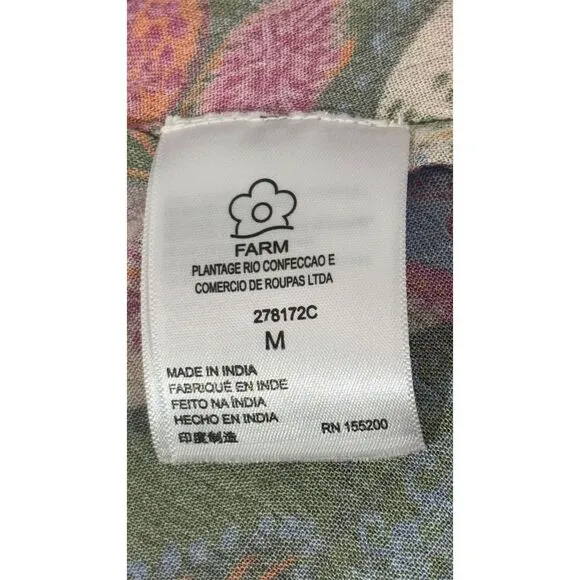 FARM
PLANTAGE RIO CONFECCAO E
COMERCIO DE ROUPAS LTDA
278172C
M
MADE IN INDIA
FABRIQUÉ EN INDE
FEITO NA ÍNDIA
HECHO EN INDIA
印度制造
RN 155200